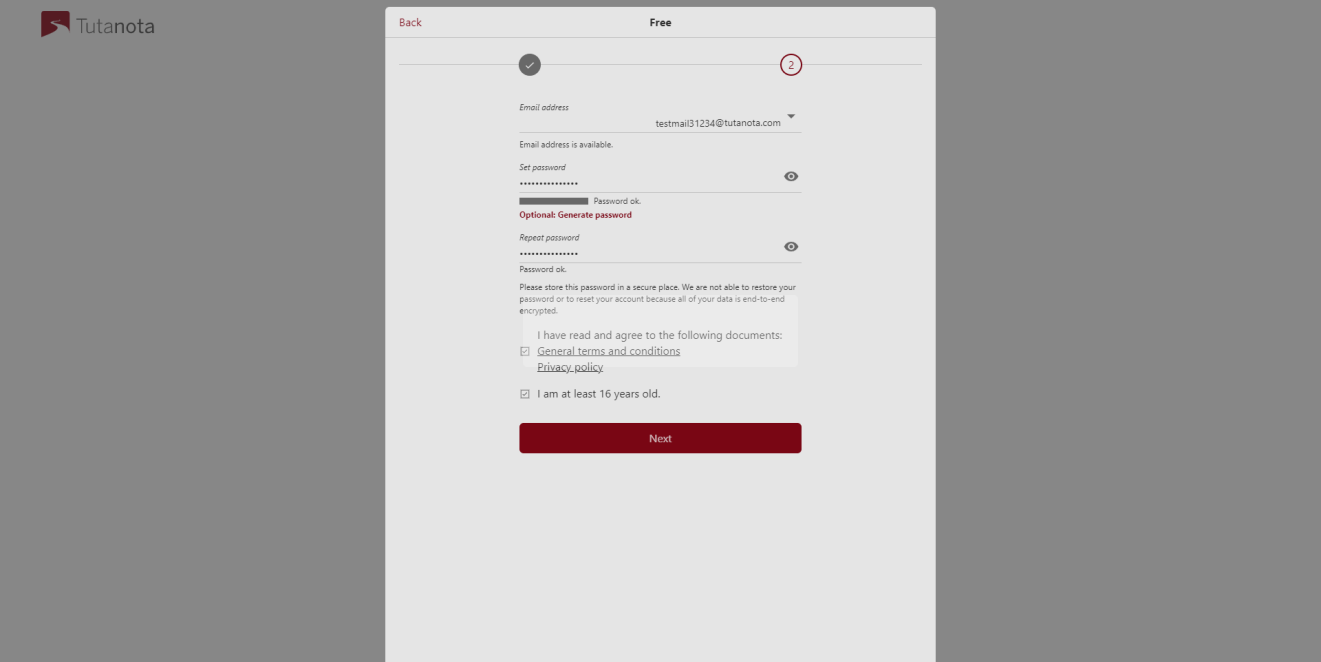 Tutanota
Back
Free
2
Email address
testmail31234@tutanota.com
Email address is available.
Set password
•••••••••••••••
Password ok.
Optional: Generate password
Repeat password
•••••••••••••••
Password ok.
Please store this password in a secure place. We are not able to restore your
password or to reset your account because all of your data is end-to-end
encrypted.
I have read and agree to the following documents:
General terms and conditions
Privacy policy
I am at least 16 years old.
Next